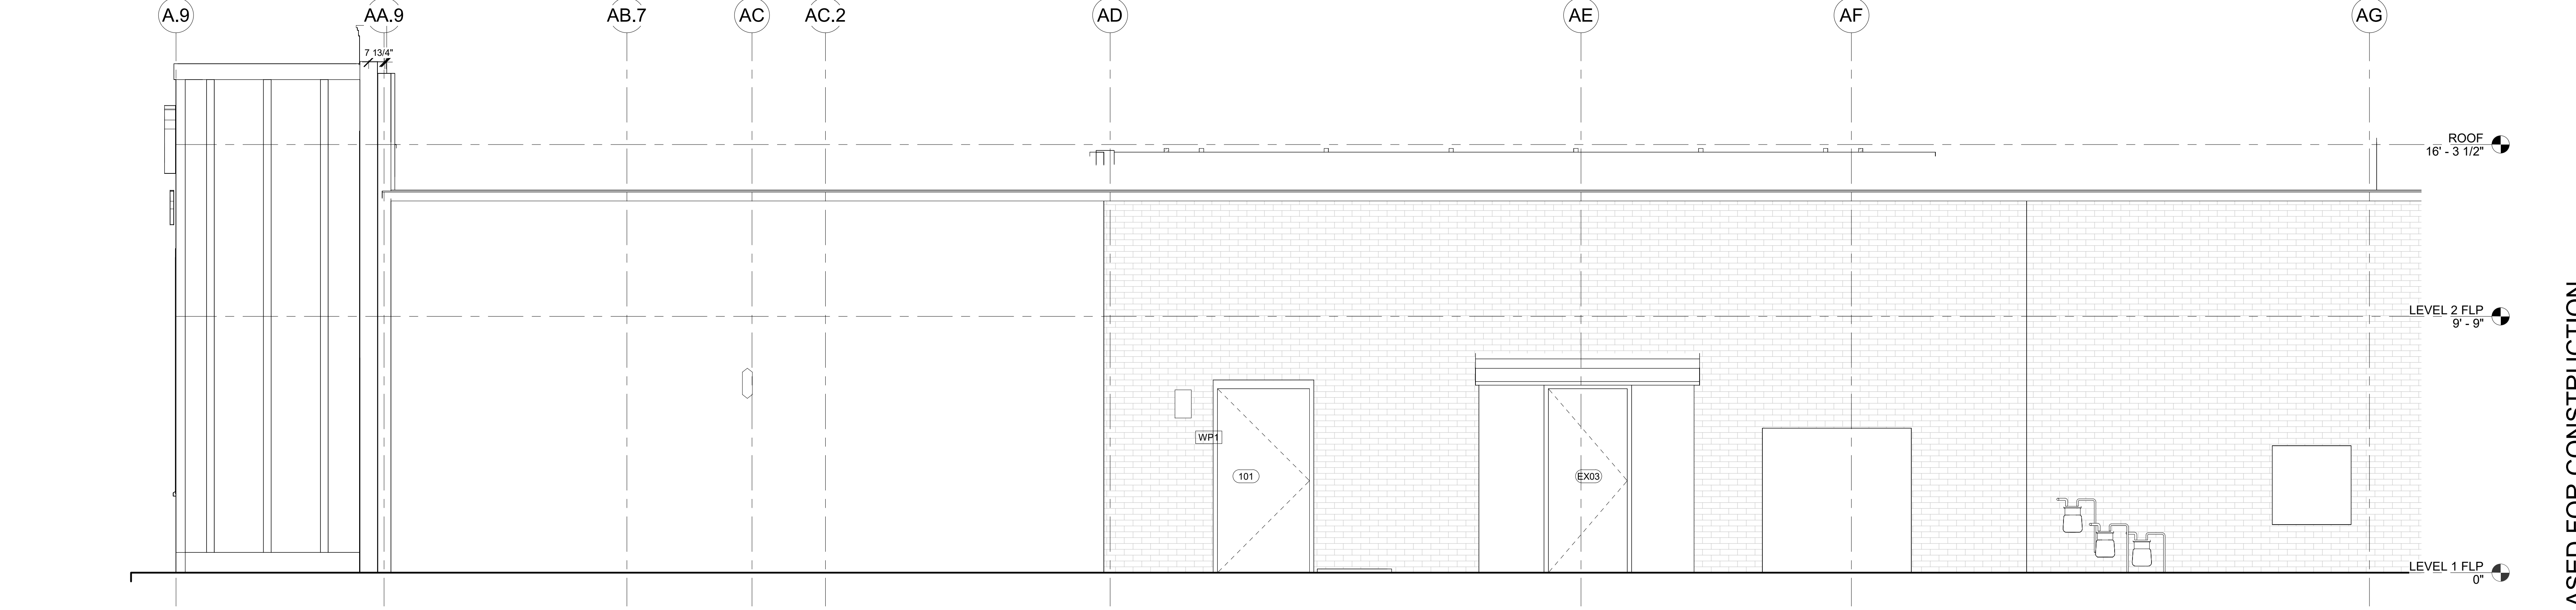 A.9
AA.9
AB.7
AC
AC.2
AD
AE
AF
AG
7 13/4"
ROOF
16' - 3 1/2"
LEVEL 2 FLP
9' - 9"
WP1
101
EX03
LEVEL 1 FLP
0"
FOR CONSTRUCTION